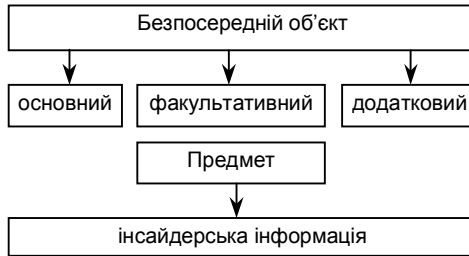 Безпосередній об’єкт
основний
факультативний
додатковий
Предмет
інсайдерська інформація